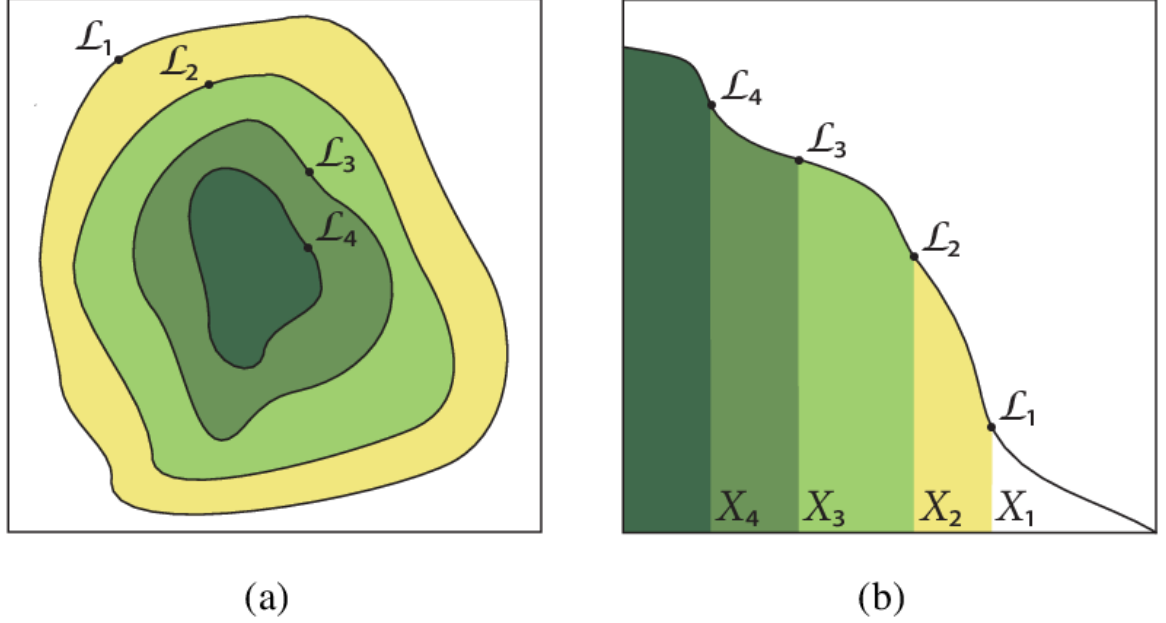 ℒ₁
ℒ₂
ℒ₃
ℒ₄
ℒ₄
ℒ₃
ℒ₂
ℒ₁
X₄ X₃ X₂ X₁
(a) (b)